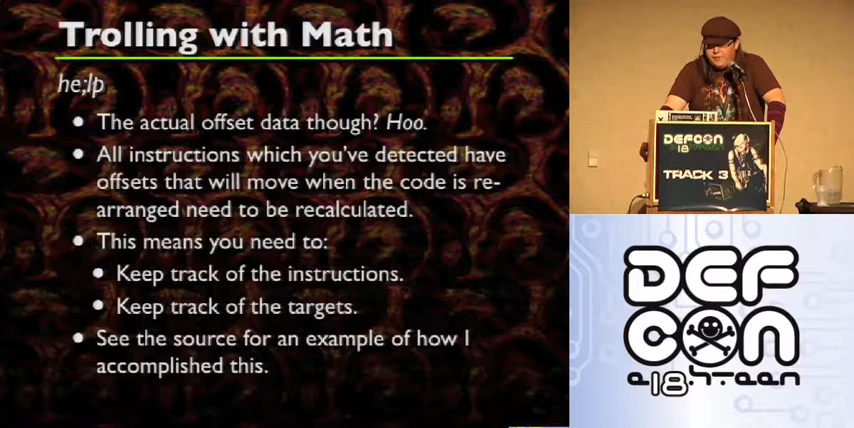 Trolling with Math
he;lp
The actual offset data though? Hoo.
All instructions which you've detected have
offsets that will move when the code is re-
arranged need to be recalculated.
This means you need to:
Keep track of the instructions.
Keep track of the targets.
See the source for an example of how I
accomplished this.
DEFCON
18
TRACK 3
DEF
CON
e18h.teen